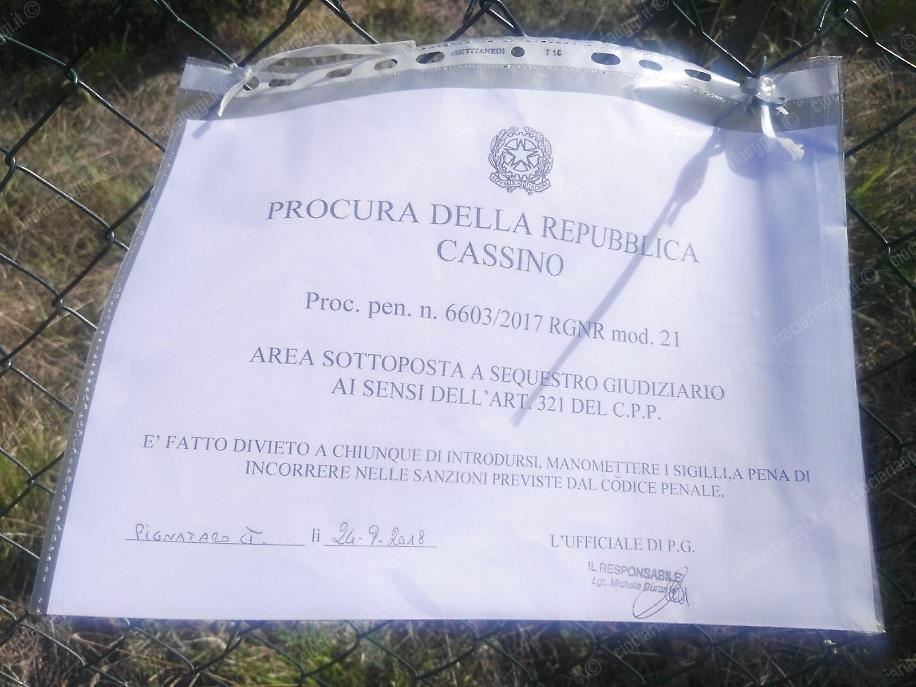 PROCURA DELLA REPUBBLICA
CASSINO
Proc. pen. n. 6603/2017 RGNR mod. 21
AREA SOTTOPOSTA A SEQUESTRO GIUDIZIARIO
AI SENSI DELL'ART. 321 DEL C.P.P.
E' FATTO DIVIETO A CHIUNQUE DI INTRODURSI, MANOMETTERE I SIGILLI,A PENA DI
INCORRERE NELLE SANZIONI PREVISTE DAL CODICE PENALE.
PIGNATARO I. lì 24-9-2018 L'UFFICIALE DI P.G.
IL RESPONSABILE
Lgt. Michele